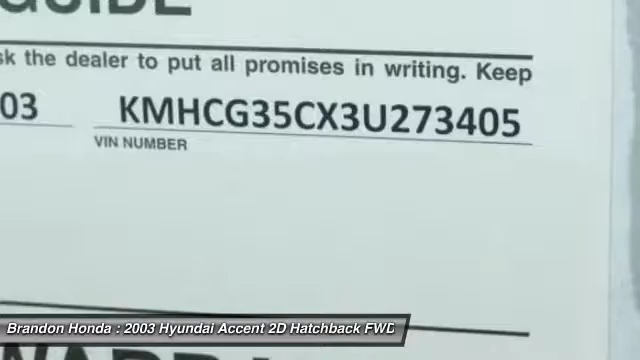 GUIDE
sk the dealer to put all promises in writing. Keep
03 KMHCG35CX3U273405
VIN NUMBER
Brandon Honda : 2003 Hyundai Accent 2D Hatchback FWD